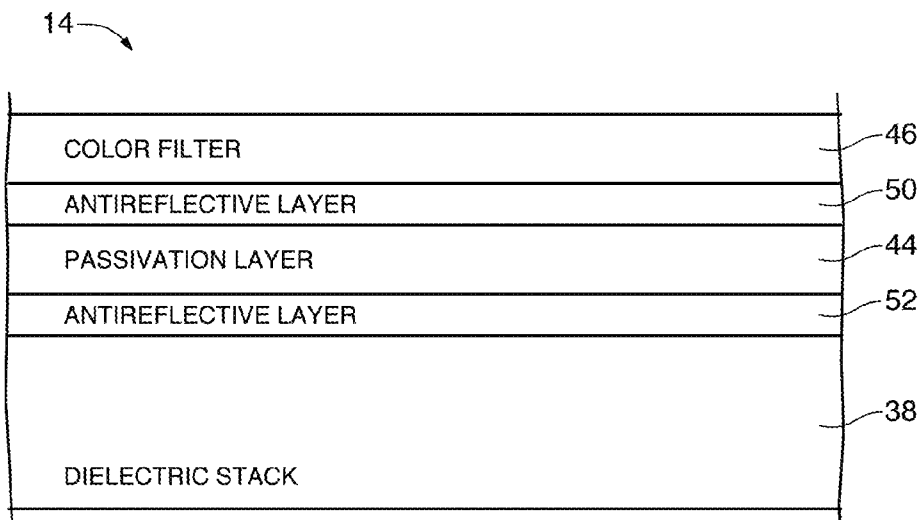 14
COLOR FILTER
46
ANTIREFLECTIVE LAYER
50
PASSIVATION LAYER
44
ANTIREFLECTIVE LAYER
52
38
DIELECTRIC STACK